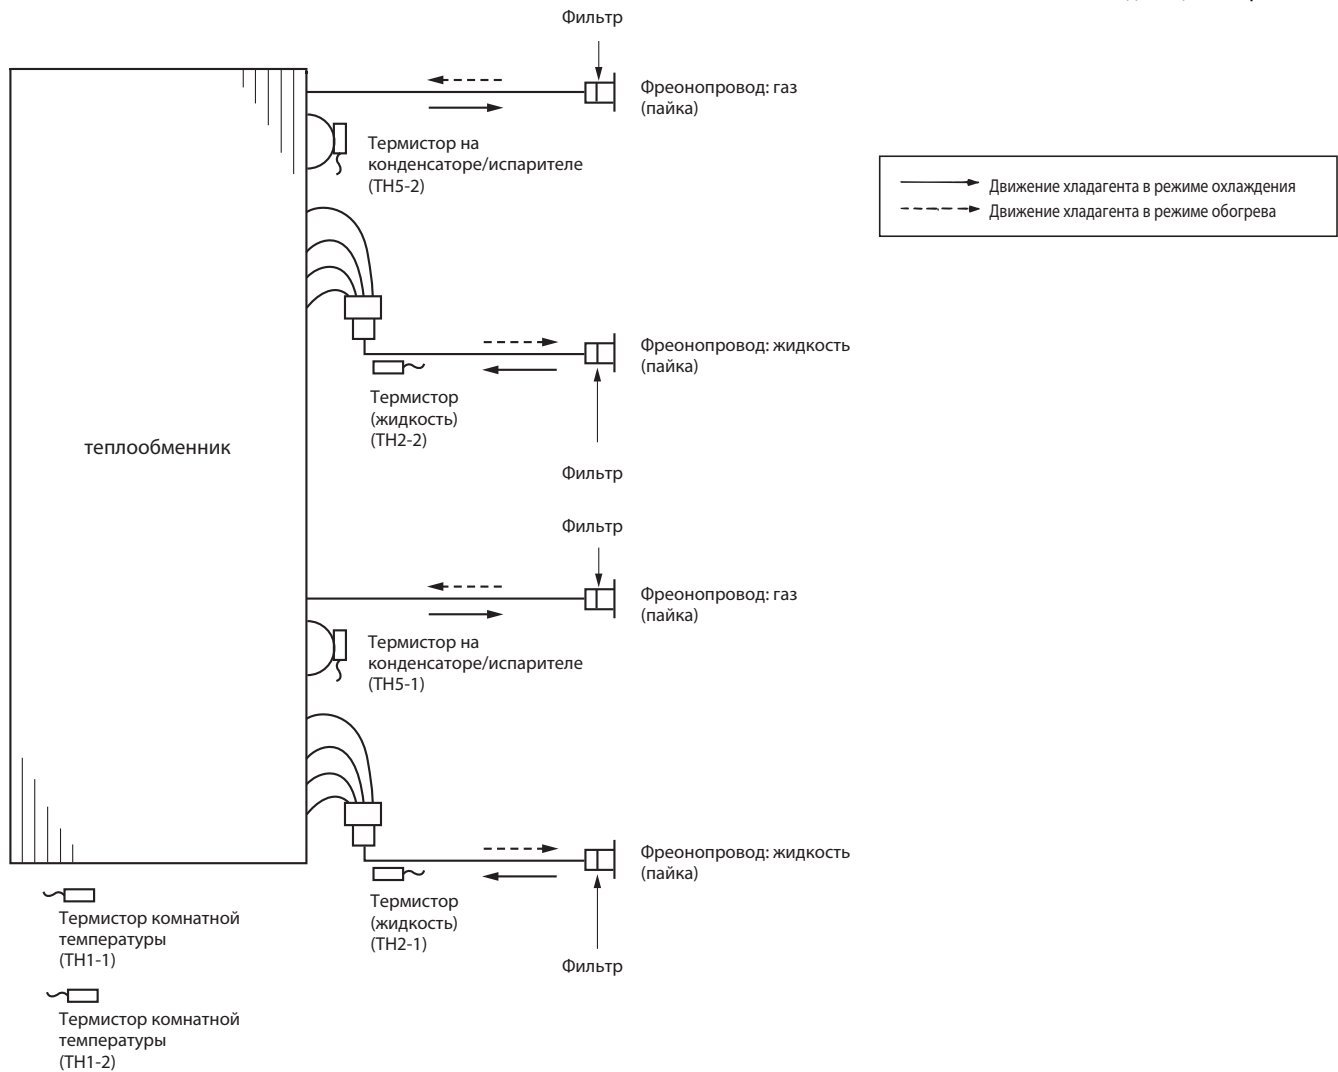 Фильтр
Фреонопровод: газ
(пайка)
Термистор на
конденсаторе/испарителе
(TH5-2)
Движение хладагента в режиме охлаждения
Движение хладагента в режиме обогрева
Фреонопровод: жидкость
(пайка)
Термистор
(жидкость)
(TH2-2)
теплообменник
Фильтр
Фильтр
Фреонопровод: газ
(пайка)
Термистор на
конденсаторе/испарителе
(TH5-1)
Фреонопровод: жидкость
(пайка)
Термистор
(жидкость)
(TH2-1)
Фильтр
Термистор комнатной
температуры
(TH1-1)
Термистор комнатной
температуры
(TH1-2)